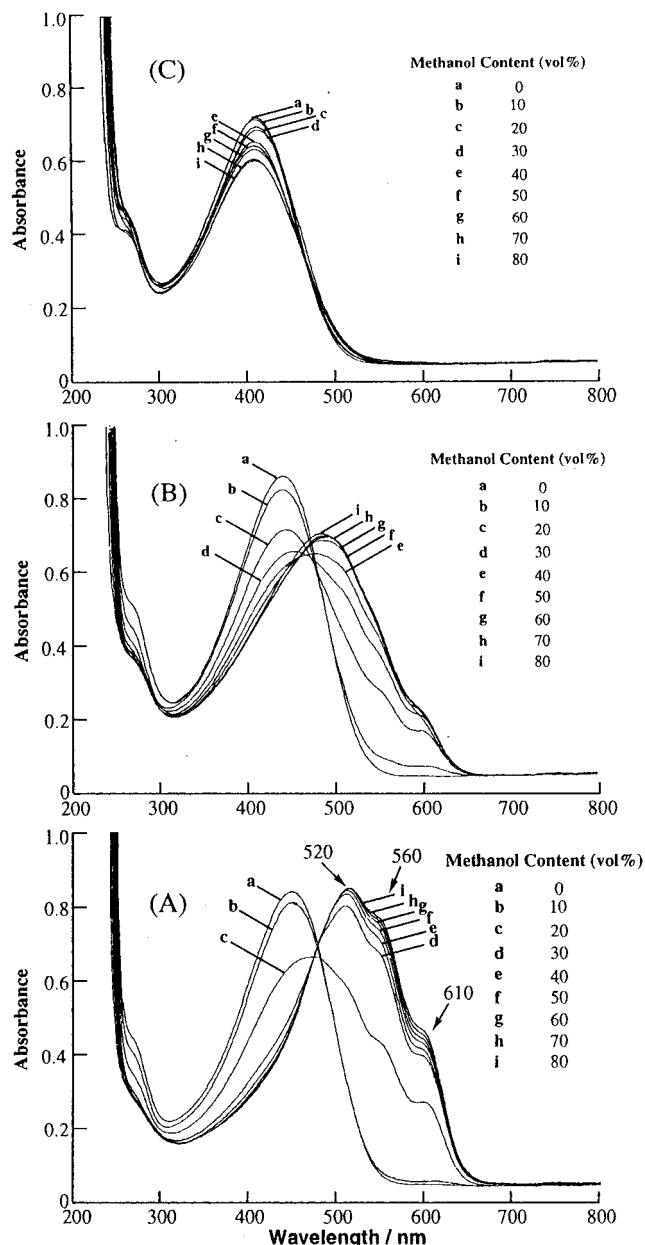 (C)
Absorbance
1.0
0.8
0.6
0.4
0.2
0
200 300 400 500 600 700 800
a
b
c
d
e
f
g
h
i
Methanol Content (vol%)
a 0
b 10
c 20
d 30
e 40
f 50
g 60
h 70
i 80
(B)
Absorbance
1.0
0.8
0.6
0.4
0.2
0
200 300 400 500 600 700 800
a
b
c
d
i
h
g
f
e
Methanol Content (vol%)
a 0
b 10
c 20
d 30
e 40
f 50
g 60
h 70
i 80
(A)
Absorbance
1.0
0.8
0.6
0.4
0.2
0
200 300 400 500 600 700 800
Wavelength / nm
520 560
610
a
b
c
i
h g
f
e
d
Methanol Content (vol%)
a 0
b 10
c 20
d 30
e 40
f 50
g 60
h 70
i 80